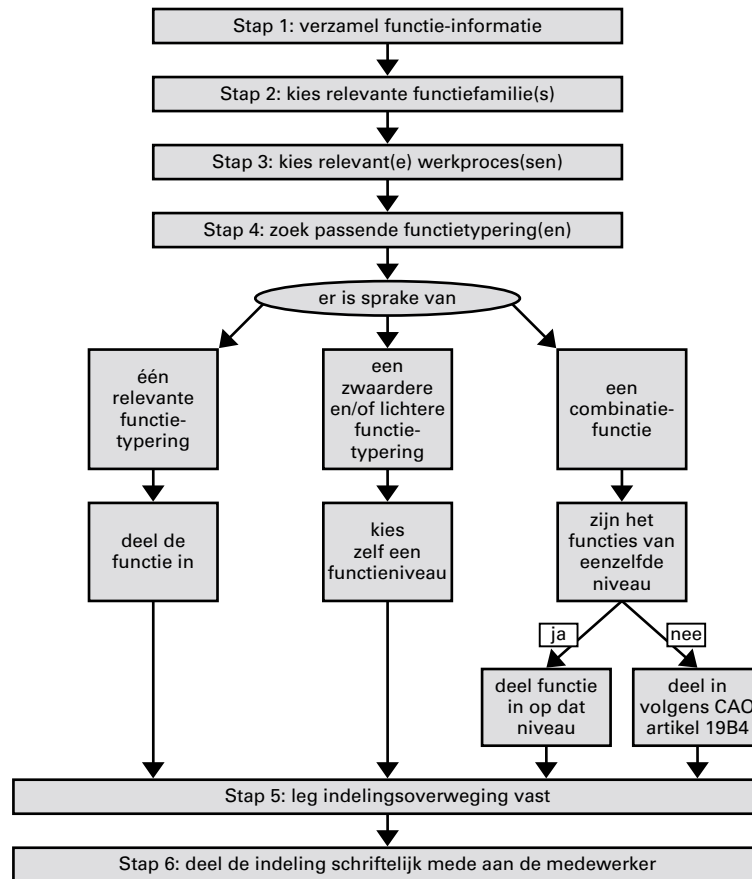 Stap 1: verzamel functie-informatie
Stap 2: kies relevante functiefamilie(s)
Stap 3: kies relevant(e) werkproces(sen)
Stap 4: zoek passende functietypering(en)
er is sprake van
één
relevante
functie-
typering
een
zwaardere
en/of lichtere
functie-
typering
een
combinatie-
functie
deel de
functie in
kies
zelf een
functieniveau
zijn het
functies van
eenzelfde
niveau
ja
nee
deel functie
in op dat
niveau
deel in
volgens CAO
artikel 19B4
Stap 5: leg indelingsoverweging vast
Stap 6: deel de indeling schriftelijk mede aan de medewerker